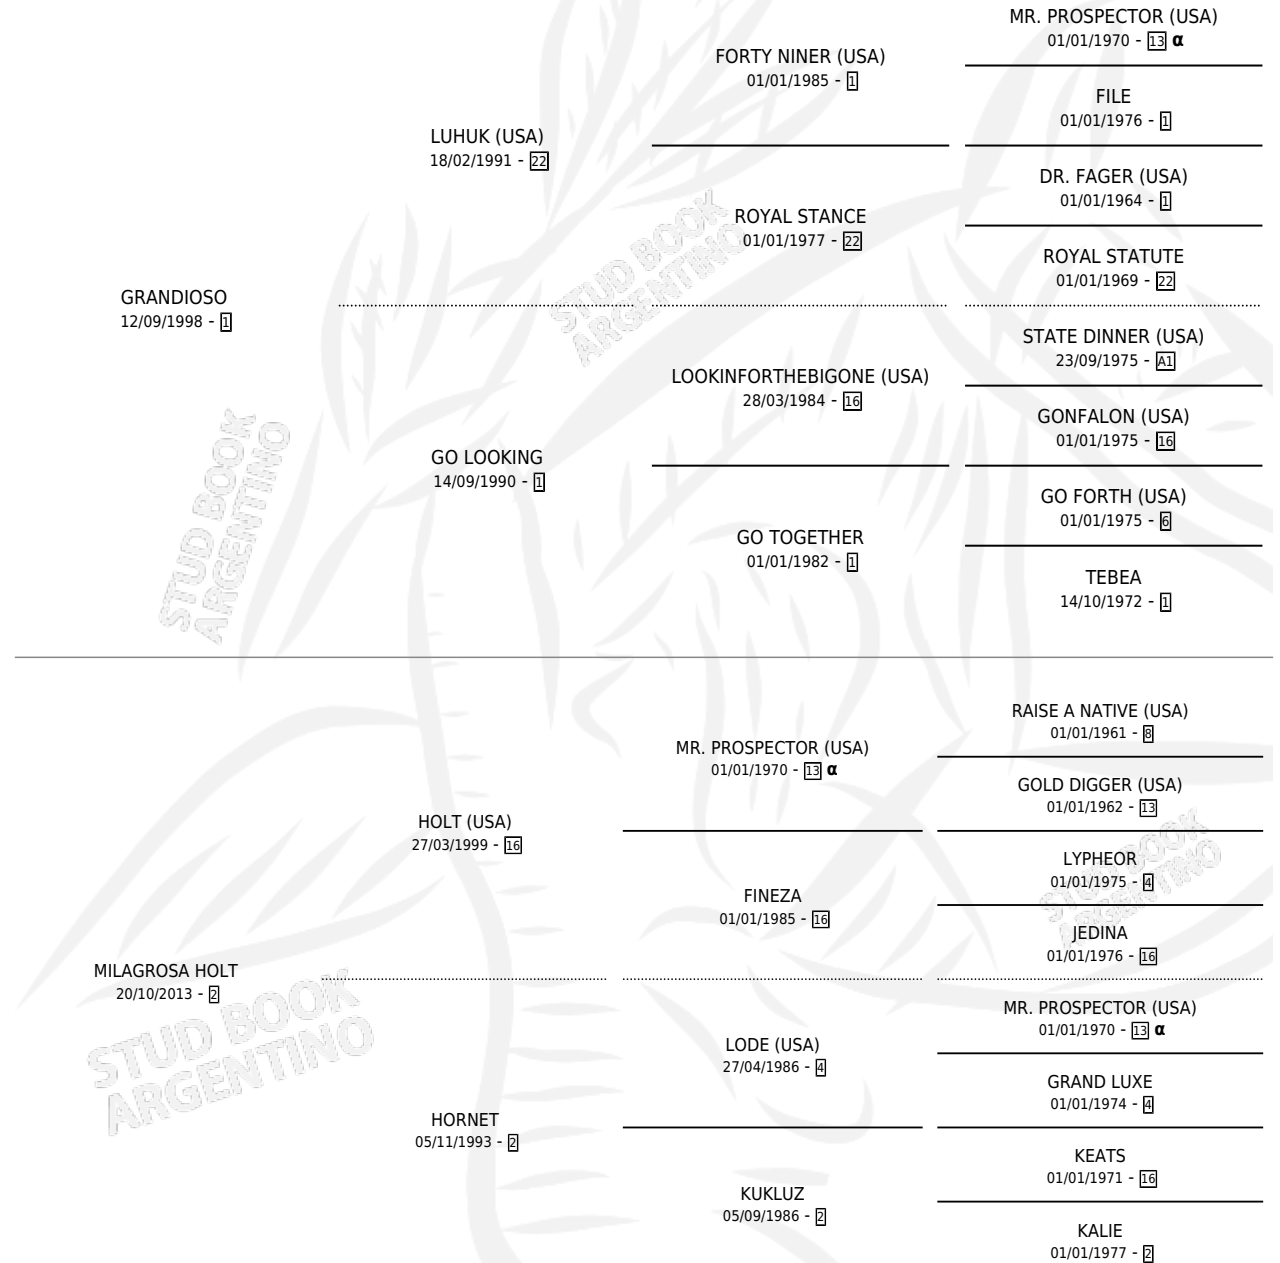 MR. PROSPECTOR (USA)
01/01/1970 - 13 α
FORTY NINER (USA)
01/01/1985 - 1
FILE
01/01/1976 - 1
LUHUK (USA)
18/02/1991 - 22
DR. FAGER (USA)
01/01/1964 - 1
ROYAL STANCE
01/01/1977 - 22
ROYAL STATUTE
01/01/1969 - 22
GRANDIOSO
12/09/1998 - 1
STATE DINNER (USA)
23/09/1975 - A1
LOOKINFORTHEBIGONE (USA)
28/03/1984 - 16
GONFALON (USA)
01/01/1975 - 16
GO LOOKING
14/09/1990 - 1
GO FORTH (USA)
01/01/1975 - 6
GO TOGETHER
01/01/1982 - 1
TEBEA
14/10/1972 - 1
RAISE A NATIVE (USA)
01/01/1961 - 8
MR. PROSPECTOR (USA)
01/01/1970 - 13 α
GOLD DIGGER (USA)
01/01/1962 - 13
HOLT (USA)
27/03/1999 - 16
LYPHEOR
01/01/1975 - 4
FINEZA
01/01/1985 - 16
JEDINA
01/01/1976 - 16
MILAGROSA HOLT
20/10/2013 - 2
MR. PROSPECTOR (USA)
01/01/1970 - 13 α
LODE (USA)
27/04/1986 - 4
GRAND LUXE
01/01/1974 - 4
HORNET
05/11/1993 - 2
KEATS
01/01/1971 - 16
KUKLUZ
05/09/1986 - 2
KALIE
01/01/1977 - 2
STUD BOOK
ARGENTINO
STUD BOOK
ARGENTINO
STUD BOOK
ARGENTINO
STUD BOOK
ARGENTINO